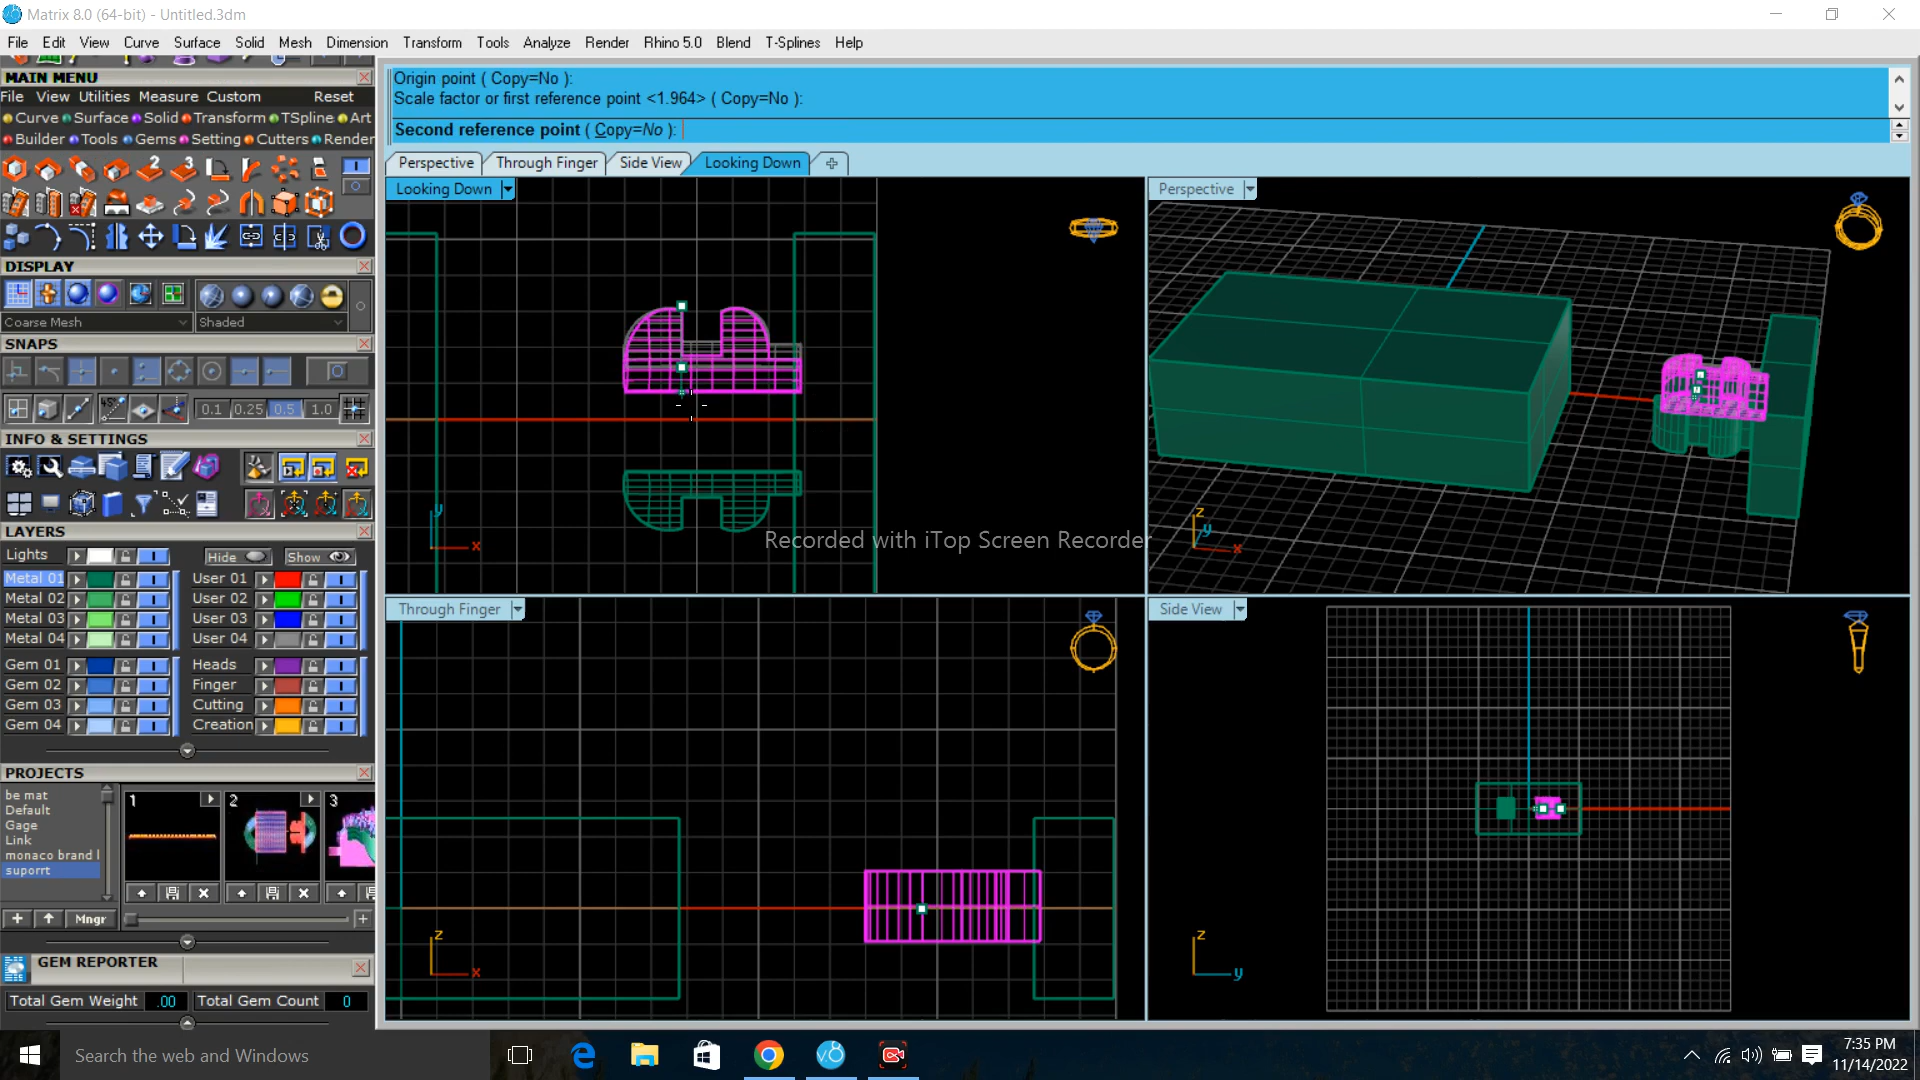 Matrix 8.0 (64-bit) - Untitled.3dm
File Edit View Curve Surface Solid Mesh Dimension Transform Tools Analyze Render Rhino 5.0 Blend T-Splines Help
MAIN MENU
File View Utilities Measure Custom Reset
Curve Surface Solid Transform TSpline Art
Builder Tools Gems Setting Cutters Render
2 3
Origin point ( Copy=No ):
Scale factor or first reference point <1.964> ( Copy=No ):
Second reference point ( Copy=No ):
Perspective Through Finger Side View Looking Down
Looking Down
Perspective
DISPLAY
Coarse Mesh Shaded
SNAPS
45°
0.1 0.25 0.5 1.0
INFO & SETTINGS
LAYERS
Lights Hide Show
Metal 01 User 01
Metal 02 User 02
Metal 03 User 03
Metal 04 User 04
Gem 01 Heads
Gem 02 Finger
Gem 03 Cutting
Gem 04 Creation
PROJECTS
be mat
Default
Gage
Link
monaco brand l
suporrt
1 2 3
Mngr
GEM REPORTER
Total Gem Weight .00 Total Gem Count 0
y
x
z
y
x
Recorded with iTop Screen Recorder
Through Finger
Side View
z
x
z
y
Search the web and Windows
7:35 PM
11/14/2022